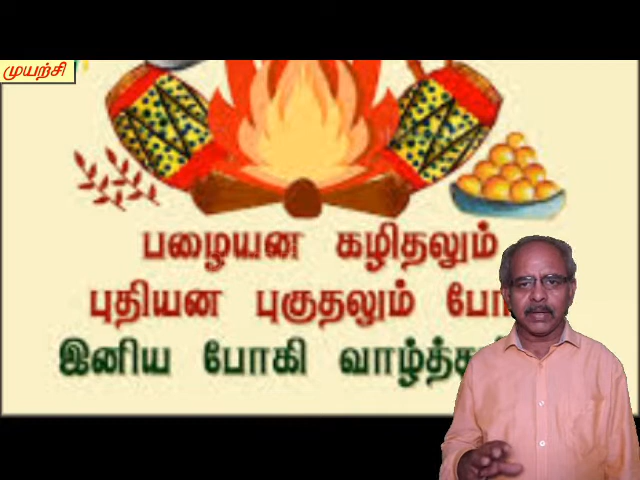 முயற்சி
பழையன கழிதலும்
புதியன புகுதலும்
இனிய போகி